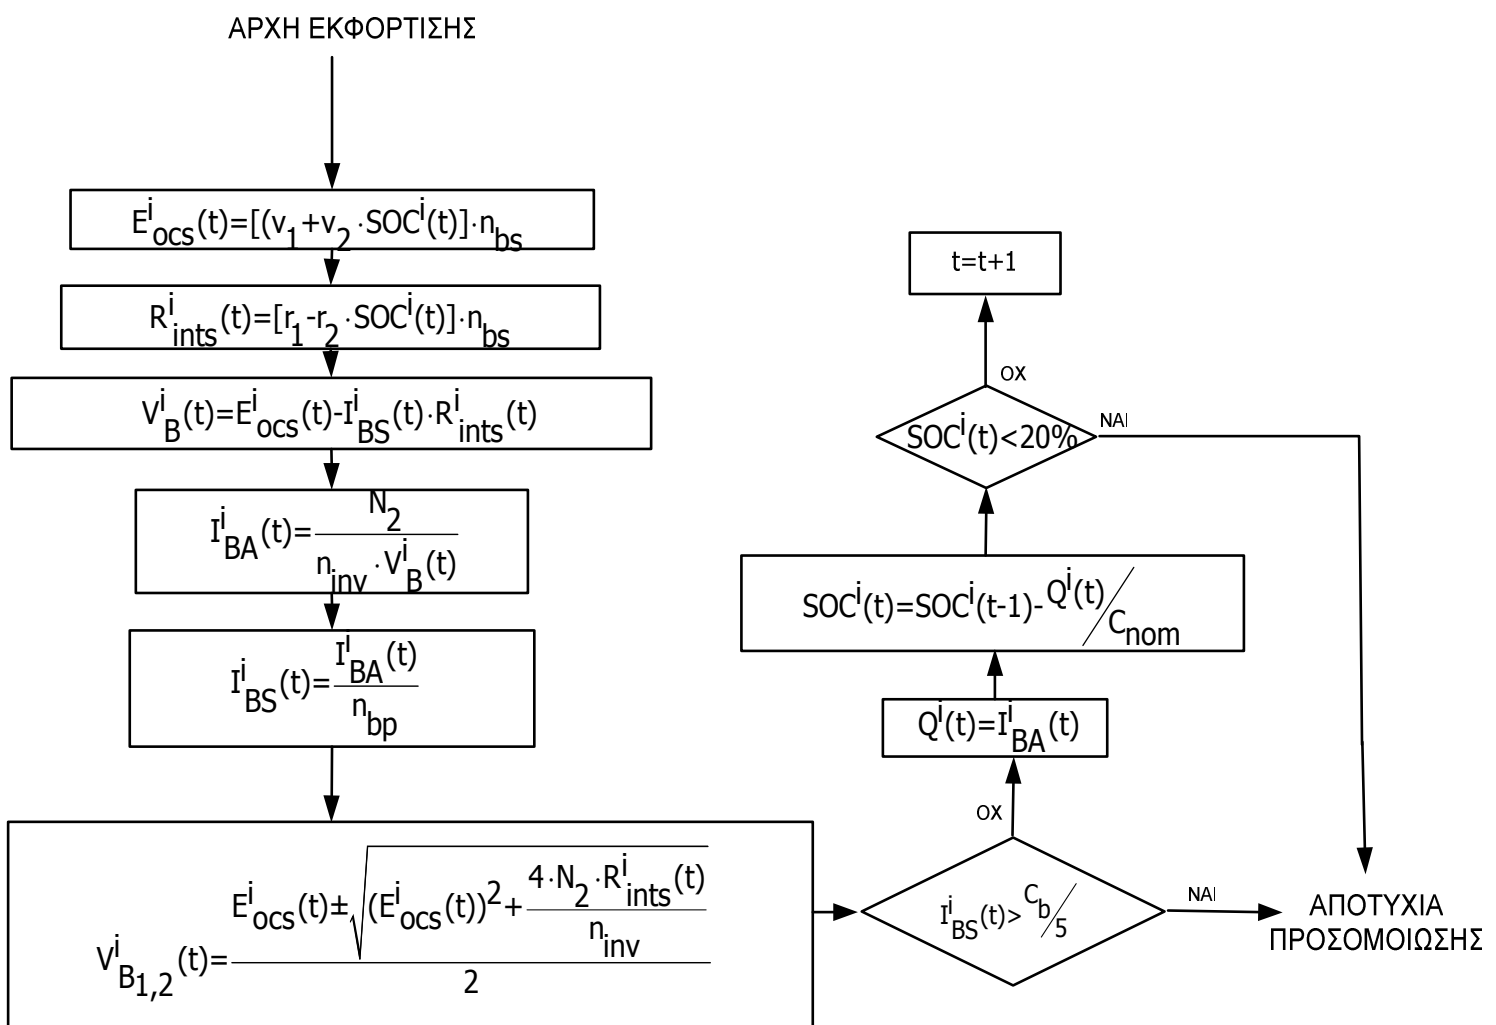 ΑΡΧΗ ΕΚΦΟΡΤΙΣΗΣ
E^i_ocs(t)=[(v_1+v_2·SOC^i(t)]·n_bs
R^i_ints(t)=[r_1-r_2·SOC^i(t)]·n_bs
V^i_B(t)=E^i_ocs(t)-I^i_BS(t)·R^i_ints(t)
I^i_BA(t)=N_2/(n_inv·V^i_B(t))
I^i_BS(t)=I^i_BA(t)/n_bp
V^i_B1,2(t)=(E^i_ocs(t)±√((E^i_ocs(t))^2+(4·N_2·R^i_ints(t))/n_inv))/2
I^i_BS(t)>C_b/5
ΝΑΙ
ΑΠΟΤΥΧΙΑ
ΠΡΟΣΟΜΟΙΩΣΗΣ
ΟΧ
Q^i(t)=I^i_BA(t)
SOC^i(t)=SOC^i(t-1)-Q^i(t)/C_nom
SOC^i(t)<20%
ΝΑΙ
ΟΧ
t=t+1